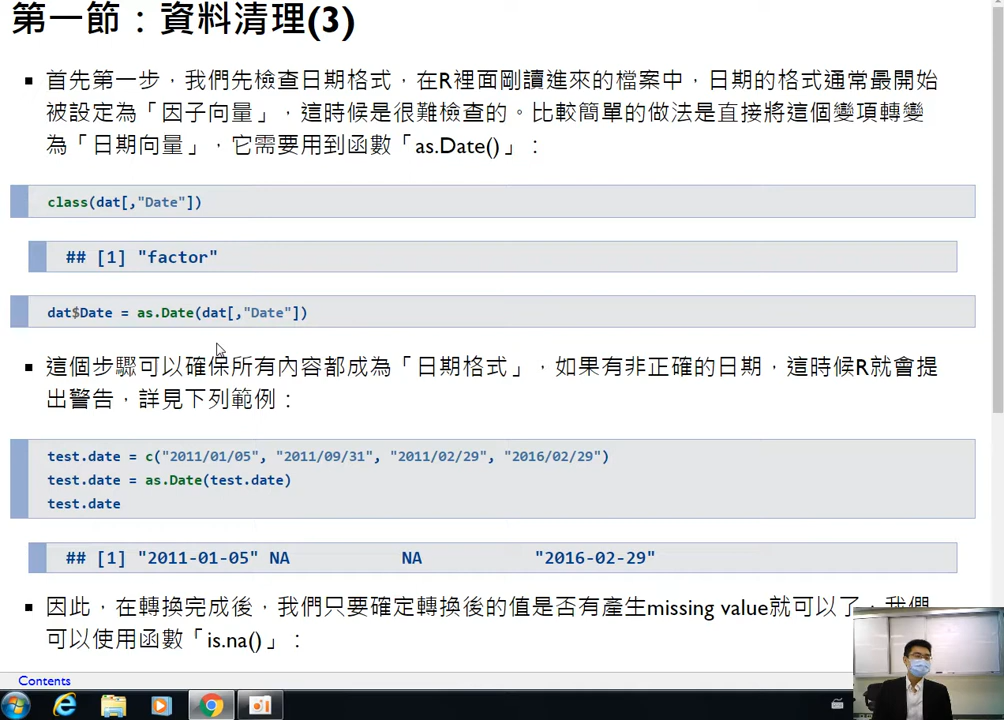 第一節：資料清理(3)
▪ 首先第一步，我們先檢查日期格式，在R裡面剛讀進來的檔案中，日期的格式通常最開始
被設定為「因子向量」，這時候是很難檢查的。比較簡單的做法是直接將這個變項轉變
為「日期向量」，它需要用到函數「as.Date()」：
class(dat[,"Date"])
## [1] "factor"
dat$Date = as.Date(dat[,"Date"])
▪ 這個步驟可以確保所有內容都成為「日期格式」，如果有非正確的日期，這時候R就會提
出警告，詳見下列範例：
test.date = c("2011/01/05", "2011/09/31", "2011/02/29", "2016/02/29")
test.date = as.Date(test.date)
test.date
## [1] "2011-01-05" NA NA "2016-02-29"
▪ 因此，在轉換完成後，我們只要確定轉換後的值是否有產生missing value就可以了，我們
可以使用函數「is.na()」：
Contents